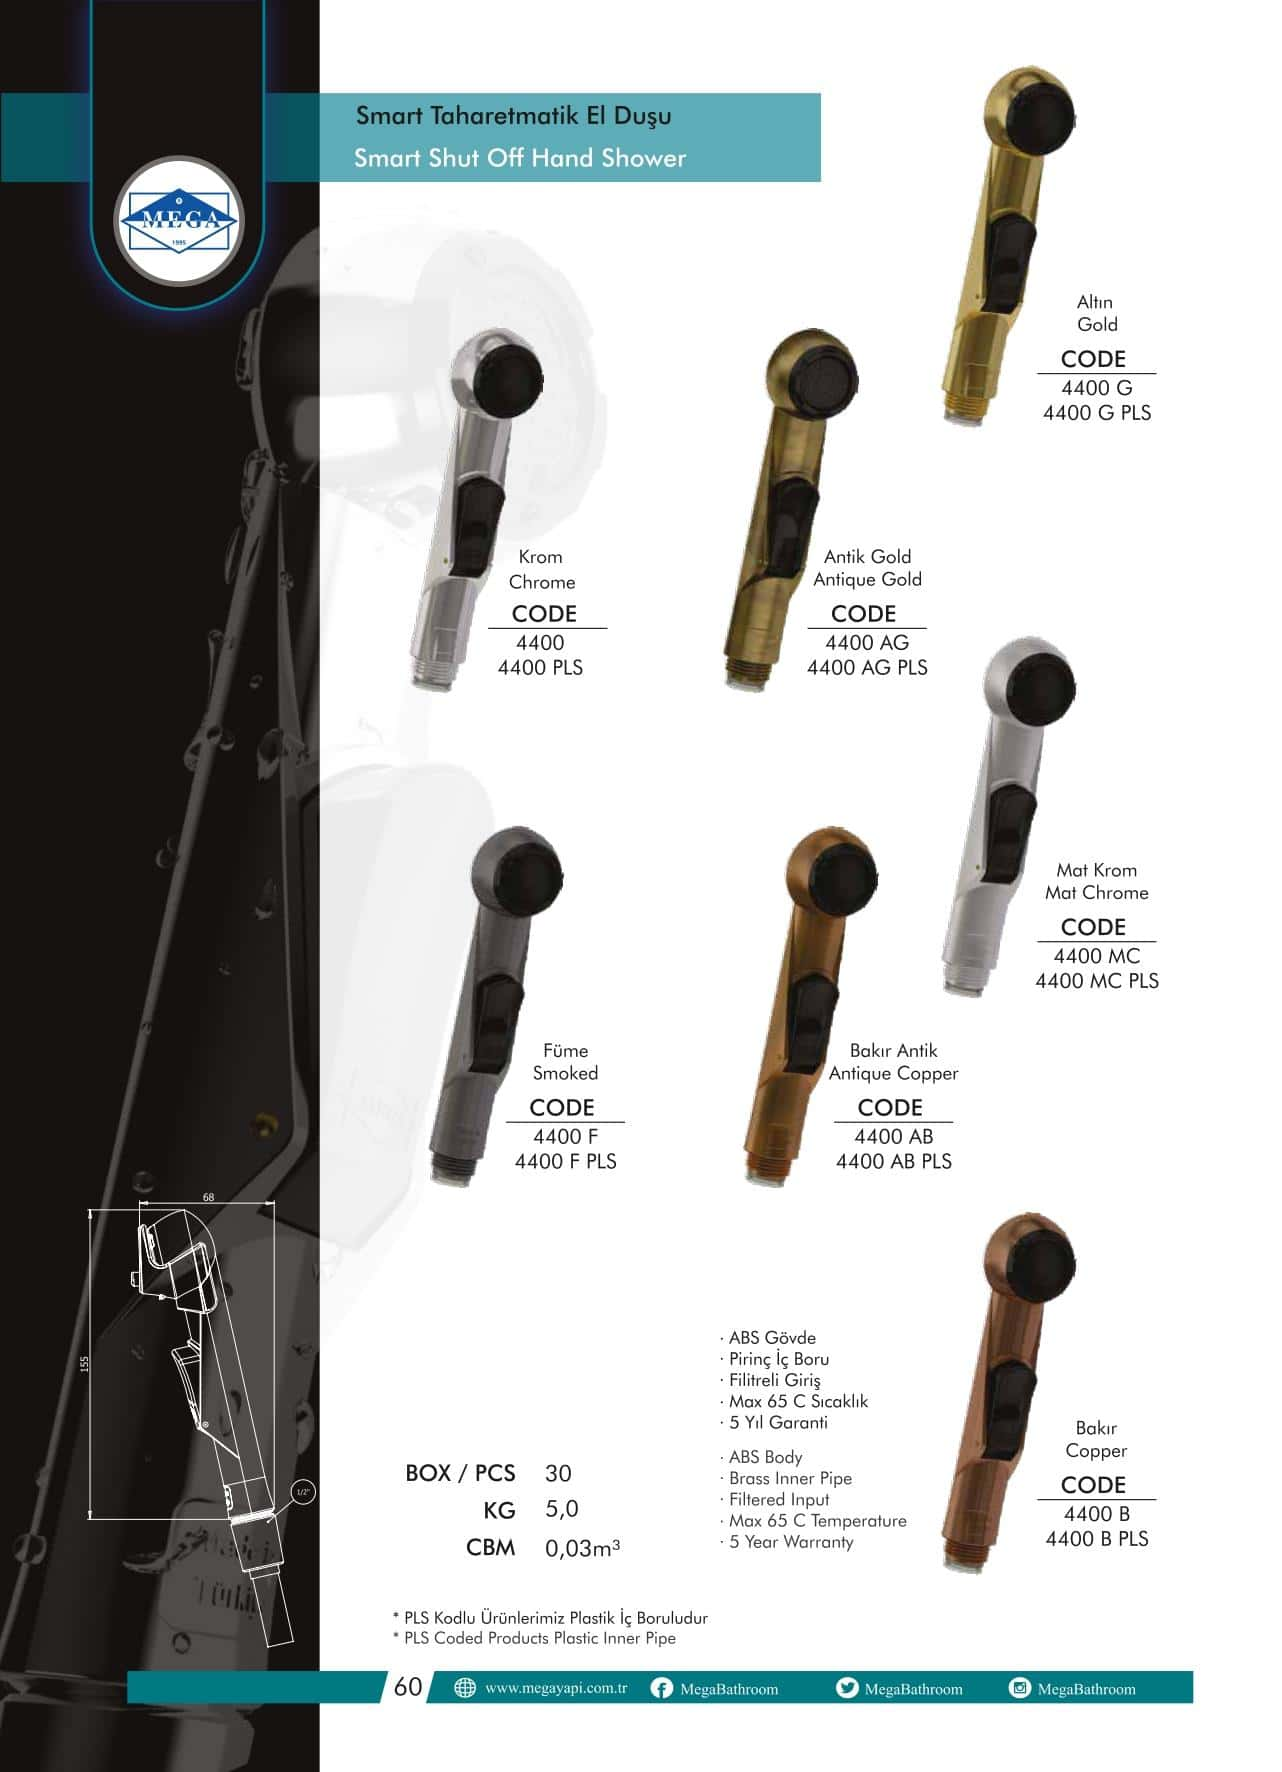 Smart Taharetmatik El Duşu
Smart Shut Off Hand Shower
MEGA
1995
Altın
Gold
CODE
4400 G
4400 G PLS
Krom
Chrome
CODE
4400
4400 PLS
Antik Gold
Antique Gold
CODE
4400 AG
4400 AG PLS
Mat Krom
Mat Chrome
CODE
4400 MC
4400 MC PLS
Füme
Smoked
CODE
4400 F
4400 F PLS
Bakır Antik
Antique Copper
CODE
4400 AB
4400 AB PLS
68
155
1/2"
Bakır
Copper
CODE
4400 B
4400 B PLS
· ABS Gövde
· Pirinç İç Boru
· Filitreli Giriş
· Max 65 C Sıcaklık
· 5 Yıl Garanti
· ABS Body
· Brass Inner Pipe
· Filtered Input
· Max 65 C Temperature
· 5 Year Warranty
BOX / PCS 30
KG 5,0
CBM 0,03m³
* PLS Kodlu Ürünlerimiz Plastik İç Boruludur
* PLS Coded Products Plastic Inner Pipe
60 www.megayapi.com.tr MegaBathroom MegaBathroom MegaBathroom